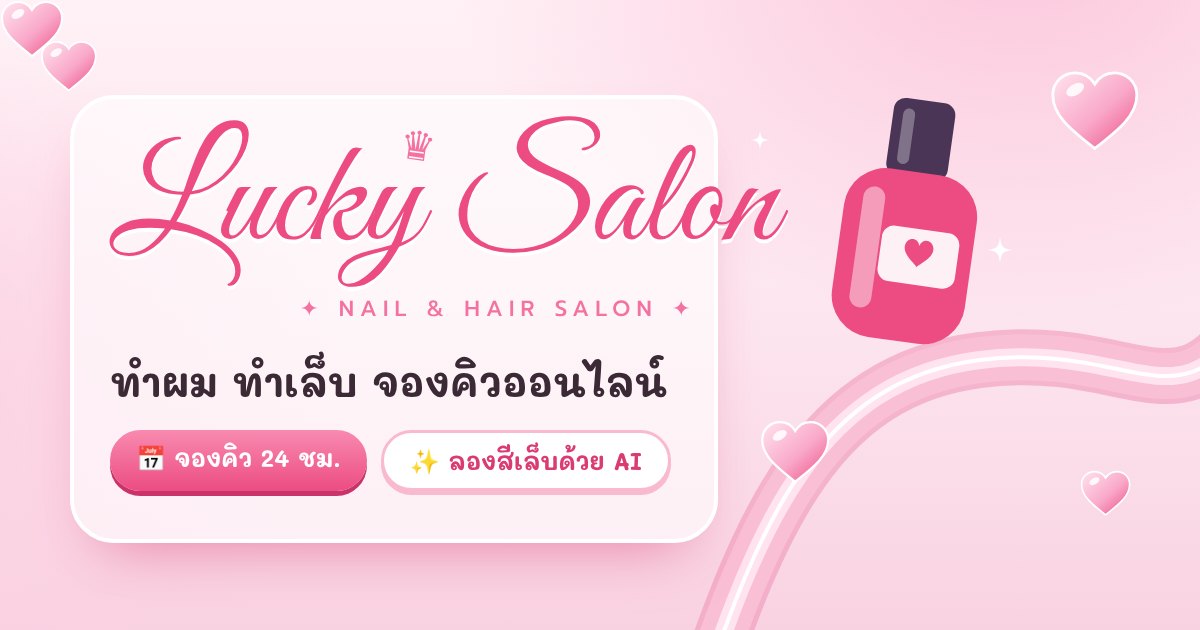 Lucky Salon
✦ NAIL & HAIR SALON ✦
ทำผม ทำเล็บ จองคิวออนไลน์
📅 จองคิว 24 ชม.
✨ ลองสีเล็บด้วย AI